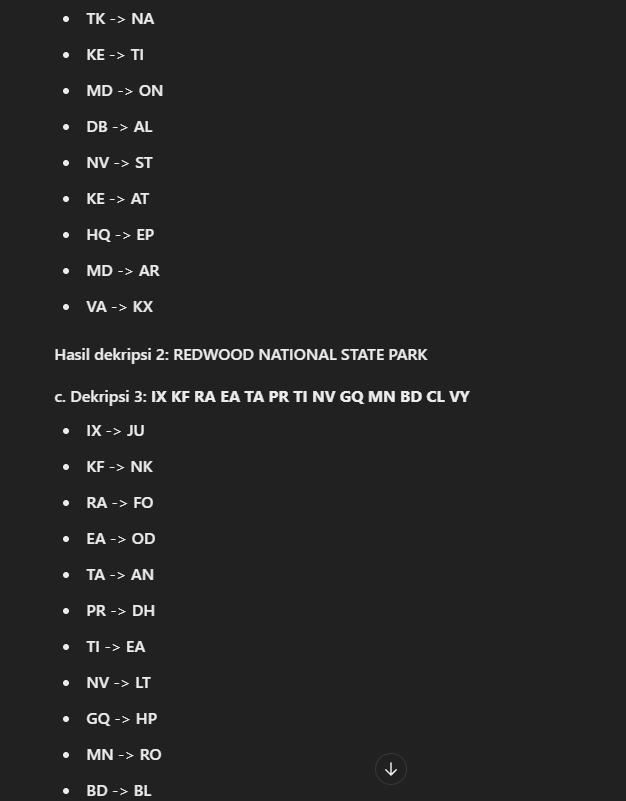 • TK -> NA
• KE -> TI
• MD -> ON
• DB -> AL
• NV -> ST
• KE -> AT
• HQ -> EP
• MD -> AR
• VA -> KX
Hasil dekripsi 2: REDWOOD NATIONAL STATE PARK
c. Dekripsi 3: IX KF RA EA TA PR TI NV GQ MN BD CL VY
• IX -> JU
• KF -> NK
• RA -> FO
• EA -> OD
• TA -> AN
• PR -> DH
• TI -> EA
• NV -> LT
• GQ -> HP
• MN -> RO
• BD -> BL